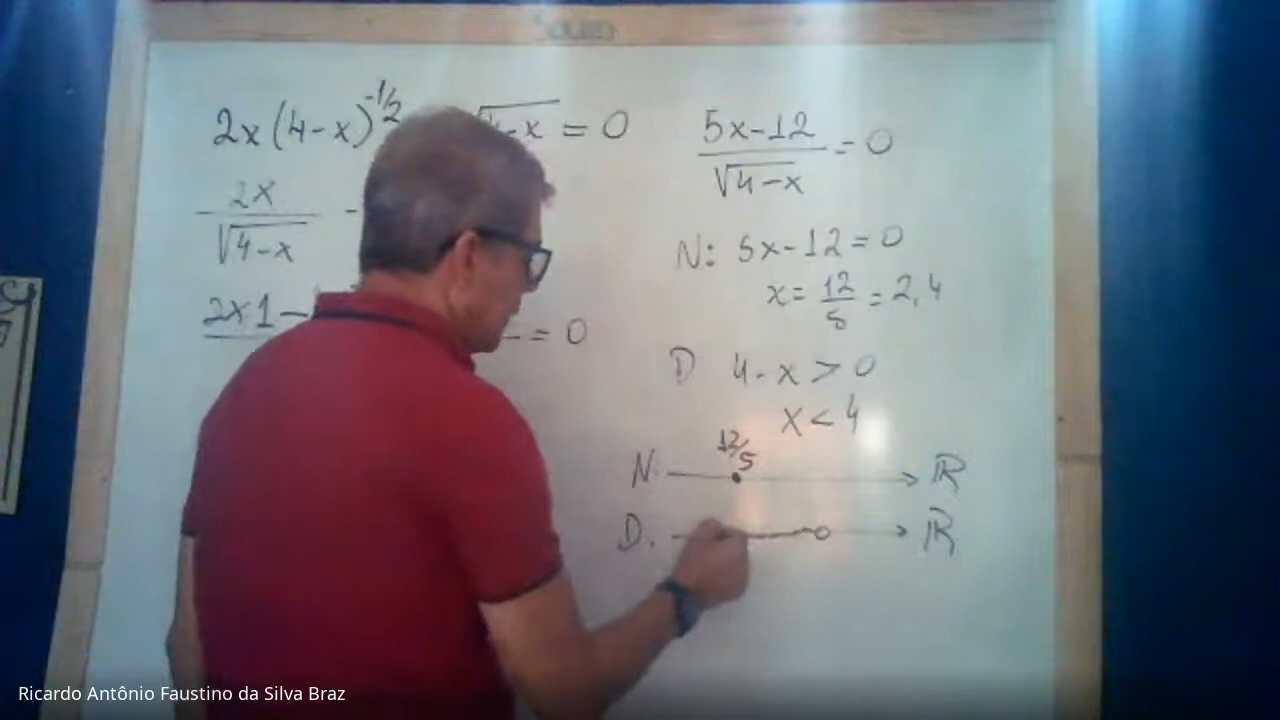 2x(4-x)^{-1/2} √4-x = 0
2x/√4-x -
2x1- = 0
(5x-12)/√4-x = 0
N: 5x-12=0
x = 12/5 = 2,4
D 4-x > 0
x < 4
12/5
N. ℝ
D. ℝ
Ricardo Antônio Faustino da Silva Braz